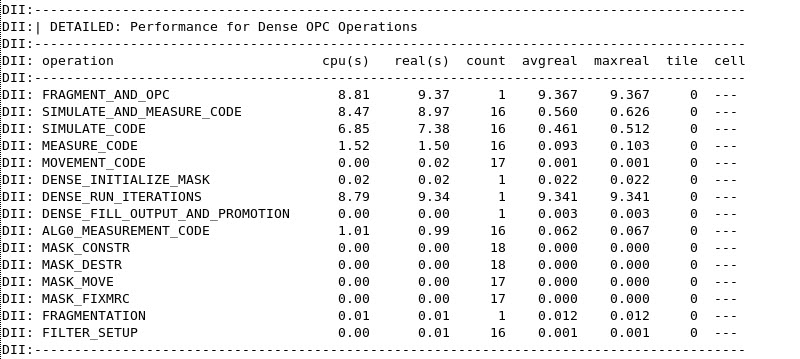 DII:-----------------------------------------------------------------------------------------
DII:| DETAILED: Performance for Dense OPC Operations
DII:-----------------------------------------------------------------------------------------
DII: operation                          cpu(s)   real(s)  count  avgreal  maxreal  tile  cell
DII:-----------------------------------------------------------------------------------------
DII: FRAGMENT_AND_OPC                     8.81      9.37      1    9.367    9.367     0  ---
DII: SIMULATE_AND_MEASURE_CODE            8.47      8.97     16    0.560    0.626     0  ---
DII: SIMULATE_CODE                        6.85      7.38     16    0.461    0.512     0  ---
DII: MEASURE_CODE                         1.52      1.50     16    0.093    0.103     0  ---
DII: MOVEMENT_CODE                        0.00      0.02     17    0.001    0.001     0  ---
DII: DENSE_INITIALIZE_MASK                0.02      0.02      1    0.022    0.022     0  ---
DII: DENSE_RUN_ITERATIONS                 8.79      9.34      1    9.341    9.341     0  ---
DII: DENSE_FILL_OUTPUT_AND_PROMOTION      0.00      0.00      1    0.003    0.003     0  ---
DII: ALG0_MEASUREMENT_CODE                1.01      0.99     16    0.062    0.067     0  ---
DII: MASK_CONSTR                          0.00      0.00     18    0.000    0.000     0  ---
DII: MASK_DESTR                           0.00      0.00     18    0.000    0.000     0  ---
DII: MASK_MOVE                            0.00      0.00     17    0.000    0.000     0  ---
DII: MASK_FIXMRC                          0.00      0.00     17    0.000    0.000     0  ---
DII: FRAGMENTATION                        0.01      0.01      1    0.012    0.012     0  ---
DII: FILTER_SETUP                         0.00      0.01     16    0.001    0.001     0  ---
DII:-----------------------------------------------------------------------------------------